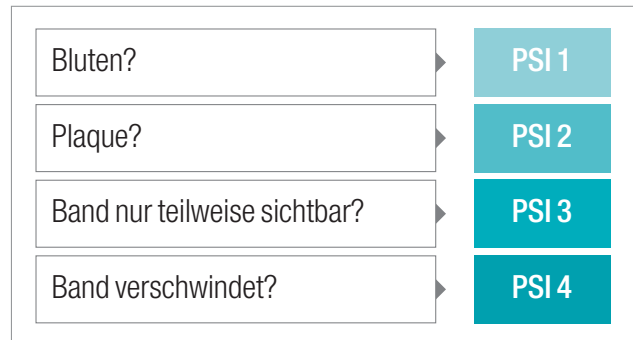 Bluten? PSI 1
Plaque? PSI 2
Band nur teilweise sichtbar? PSI 3
Band verschwindet? PSI 4